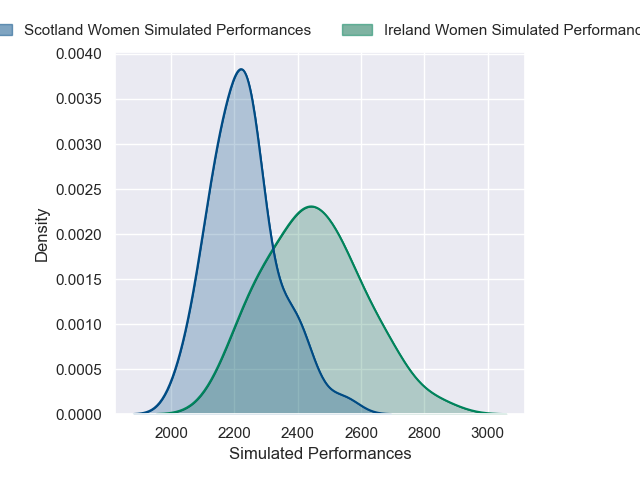 Scotland Women Simulated Performances
Ireland Women Simulated
0.0040
0.0035
0.0030
0.0025
0.0020
0.0015
0.0010
0.0005
0.0000
Density
2000 2200 2400 2600 2800 3000
Simulated Performances